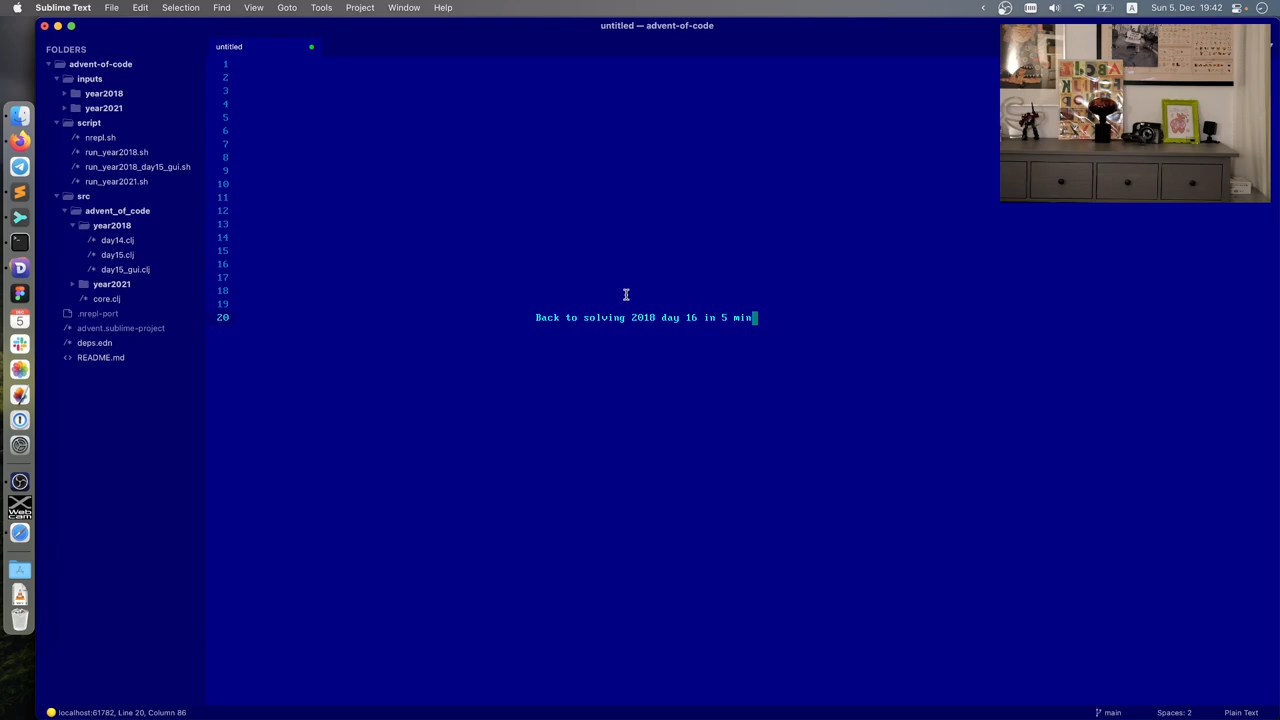 Sublime Text File Edit Selection Find View Goto Tools Project Window Help
A Sun 5. Dec 19:42
untitled — advent-of-code
FOLDERS
advent-of-code
inputs
year2018
year2021
script
nrepl.sh
run_year2018.sh
run_year2018_day15_gui.sh
run_year2021.sh
src
advent_of_code
year2018
day14.clj
day15.clj
day15_gui.clj
year2021
core.clj
.nrepl-port
advent.sublime-project
deps.edn
README.md
untitled
1
2
3
4
5
6
7
8
9
10
11
12
13
14
15
16
17
18
19
20 Back to solving 2018 day 16 in 5 min
DEC
5
Web
cam
localhost:61782, Line 20, Column 86
main
Spaces: 2
Plain Text